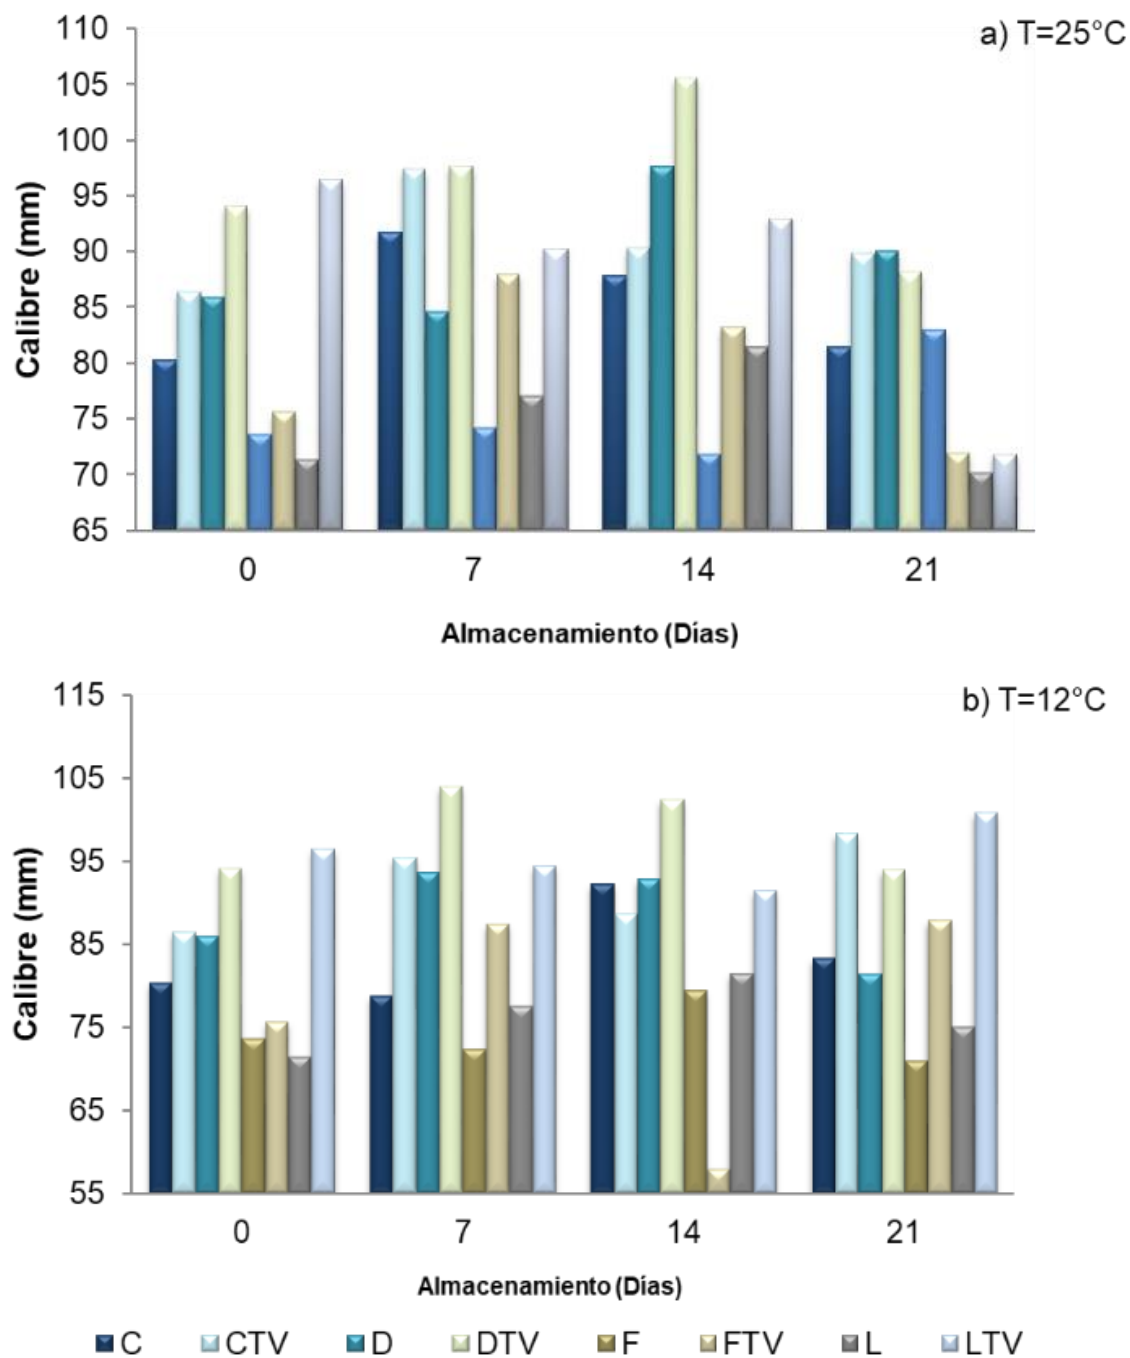 a) T=25°C
110
105
100
95
90
85
80
75
70
65
Calibre (mm)
0 7 14 21
Almacenamiento (Días)
b) T=12°C
115
105
95
85
75
65
55
Calibre (mm)
0 7 14 21
Almacenamiento (Días)
C CTV D DTV F FTV L LTV